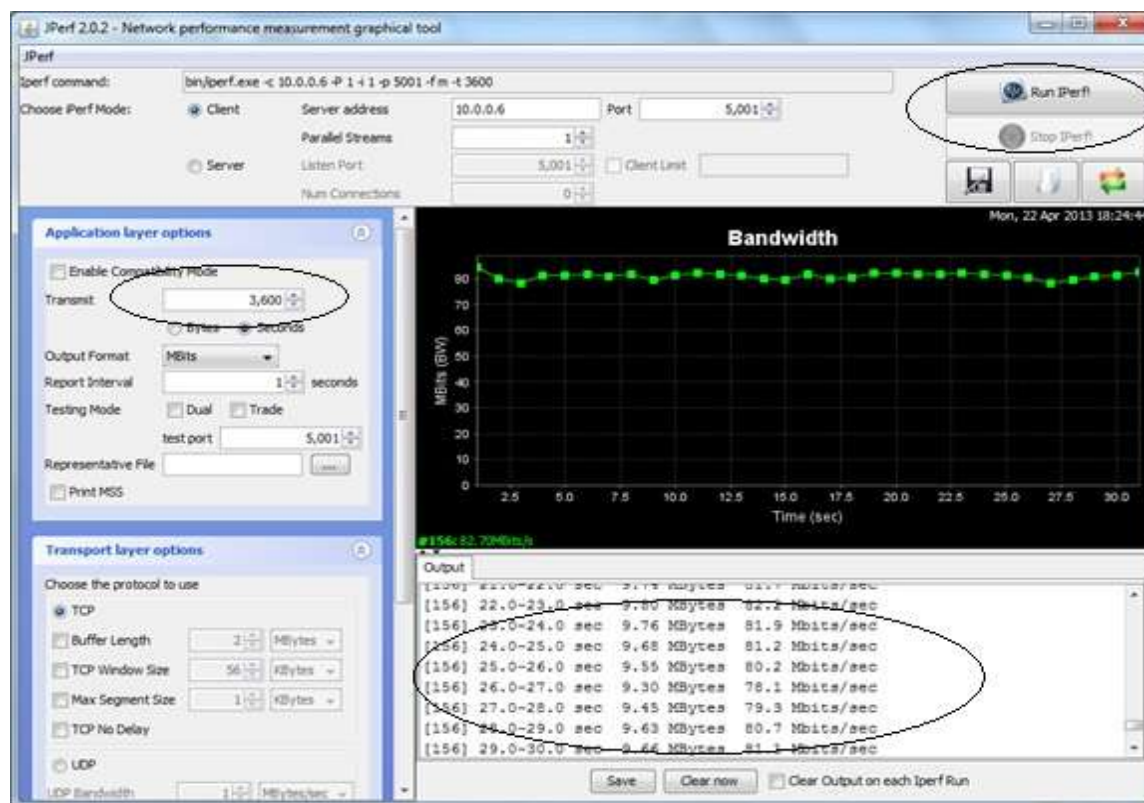 JPerf 2.0.2 - Network performance measurement graphical tool
JPerf
Iperf command: bin/iperf.exe -c 10.0.0.6 -P 1 -i 1 -p 5001 -f m -t 3600
Choose iPerf Mode: Client Server address 10.0.0.6 Port 5,001
Parallel Streams 1
Server Listen Port 5,001 Client Limit
Num Connections 0
Run IPerf!
Stop IPerf!
Application layer options
Enable Compatibility Mode
Transmit 3,600
Bytes Seconds
Output Format MBits
Report Interval 1 seconds
Testing Mode Dual Trade
test port 5,001
Representative File ...
Print MSS
Transport layer options
Choose the protocol to use
TCP
Buffer Length 2 MBytes
TCP Window Size 56 KBytes
Max Segment Size 1 KBytes
TCP No Delay
UDP
UDP Bandwidth 1 MBytes/sec
Mon, 22 Apr 2013 18:24:4
Bandwidth
MBits (BW)
80
70
60
50
40
30
20
10
0
2.5 5.0 7.5 10.0 12.5 15.0 17.5 20.0 22.5 25.0 27.5 30.0
Time (sec)
#156: 82.70MBits/s
Output
[156] 21.0-22.0 sec 9.74 MBytes 81.7 Mbits/sec
[156] 22.0-23.0 sec 9.80 MBytes 82.2 Mbits/sec
[156] 23.0-24.0 sec 9.76 MBytes 81.9 Mbits/sec
[156] 24.0-25.0 sec 9.68 MBytes 81.2 Mbits/sec
[156] 25.0-26.0 sec 9.55 MBytes 80.2 Mbits/sec
[156] 26.0-27.0 sec 9.30 MBytes 78.1 Mbits/sec
[156] 27.0-28.0 sec 9.45 MBytes 79.3 Mbits/sec
[156] 28.0-29.0 sec 9.63 MBytes 80.7 Mbits/sec
[156] 29.0-30.0 sec 9.66 MBytes 81.1 Mbits/sec
Save Clear now Clear Output on each Iperf Run